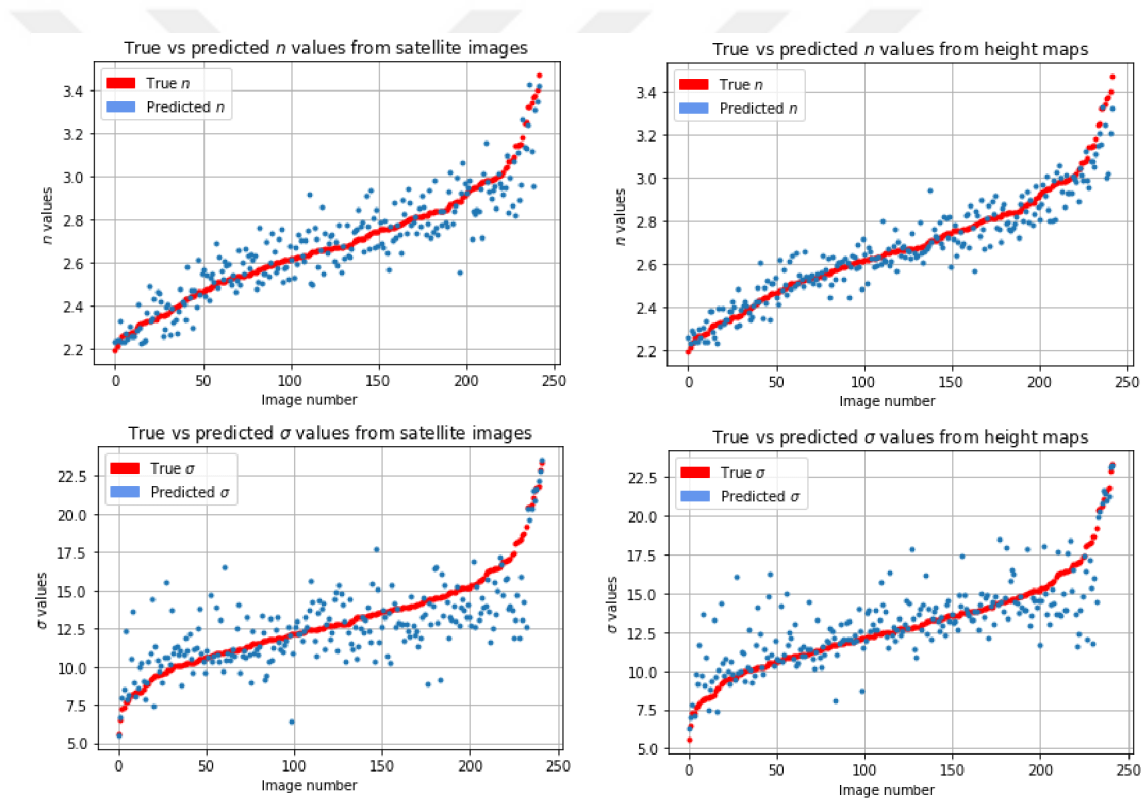 True vs predicted n values from satellite images
True n
Predicted n
n values
3.4
3.2
3.0
2.8
2.6
2.4
2.2
0 50 100 150 200 250
Image number
True vs predicted n values from height maps
True n
Predicted n
n values
3.4
3.2
3.0
2.8
2.6
2.4
2.2
0 50 100 150 200 250
Image number
True vs predicted σ values from satellite images
True σ
Predicted σ
σ values
22.5
20.0
17.5
15.0
12.5
10.0
7.5
5.0
0 50 100 150 200 250
Image number
True vs predicted σ values from height maps
True σ
Predicted σ
σ values
22.5
20.0
17.5
15.0
12.5
10.0
7.5
5.0
0 50 100 150 200 250
Image number